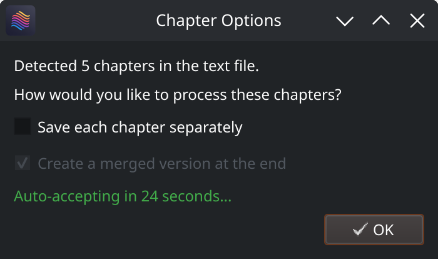 Chapter Options
Detected 5 chapters in the text file.
How would you like to process these chapters?
Save each chapter separately
Create a merged version at the end
Auto-accepting in 24 seconds...
OK